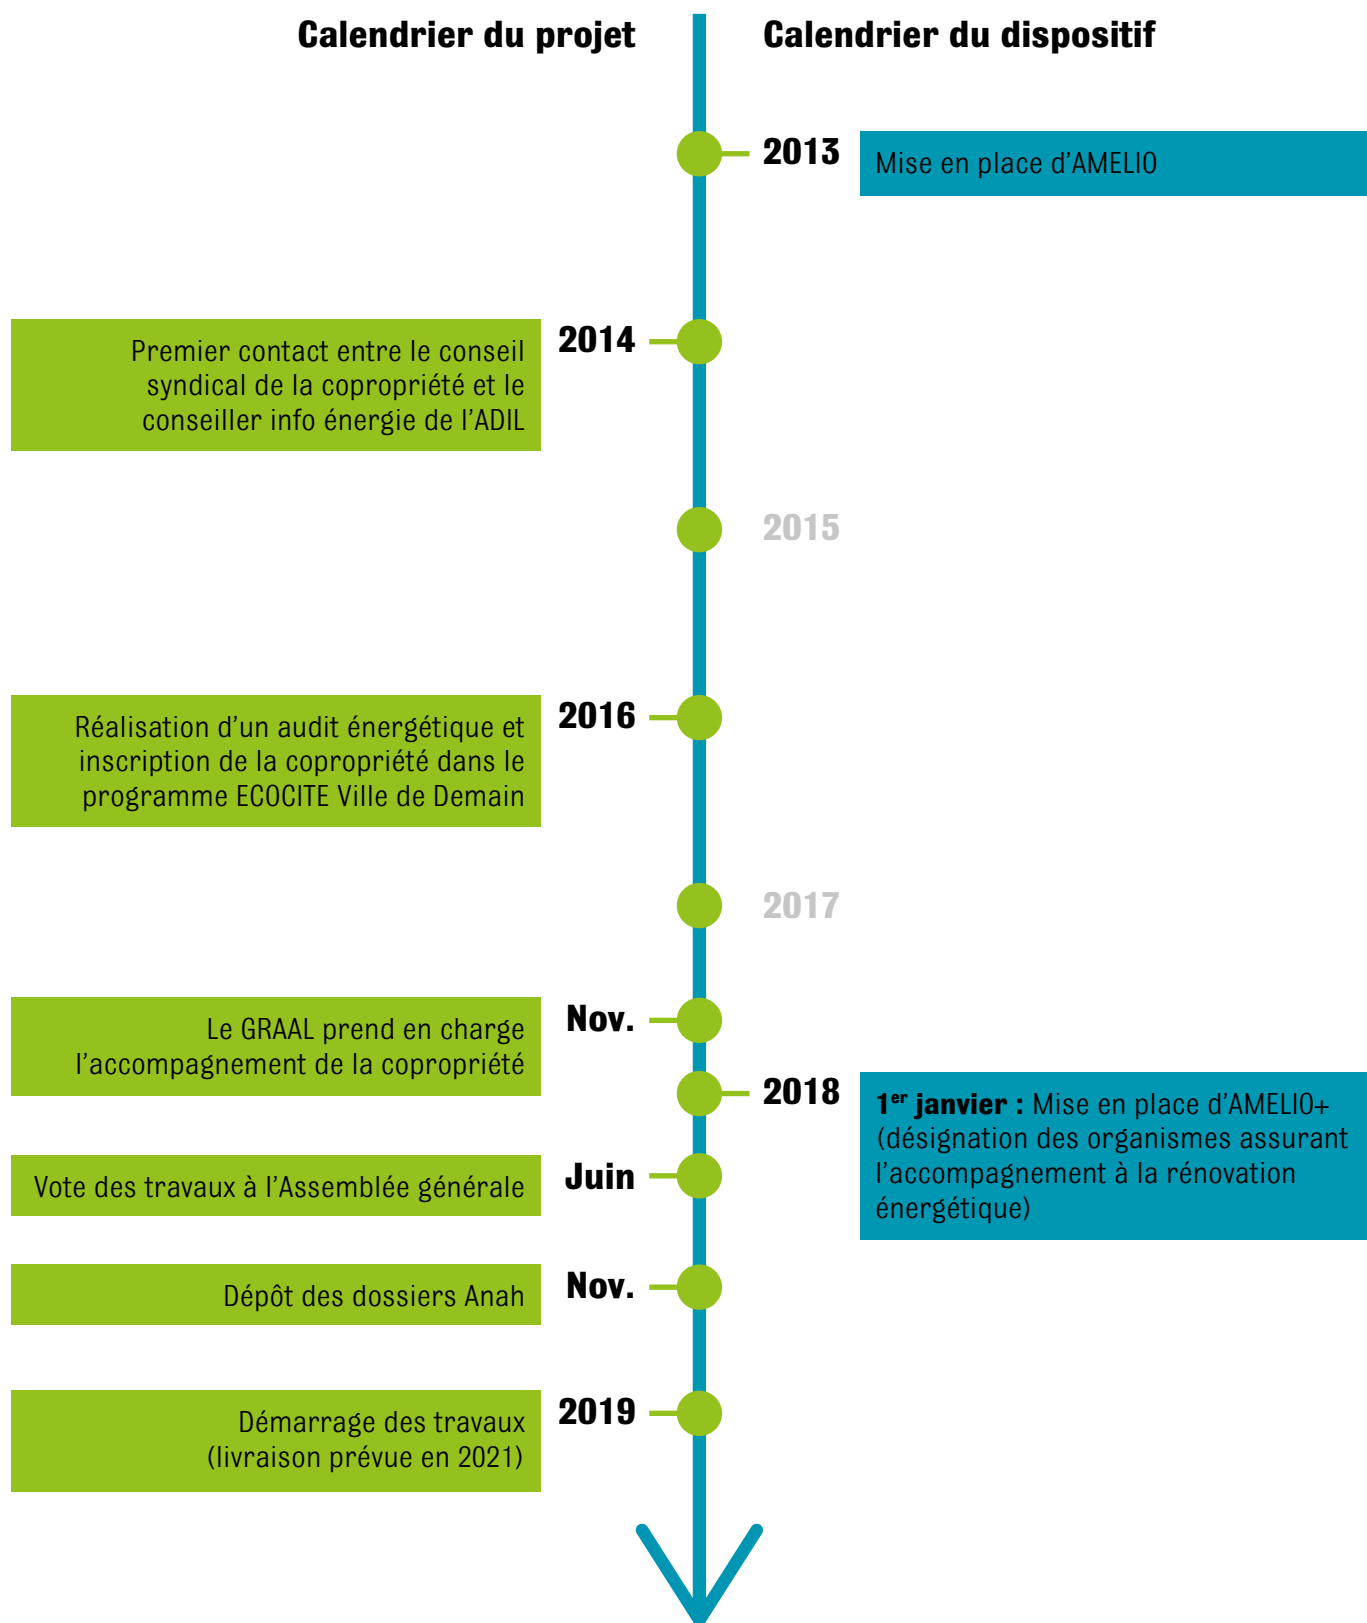 Calendrier du projet
Calendrier du dispositif
2013
Mise en place d’AMELIO
2014
Premier contact entre le conseil
syndical de la copropriété et le
conseiller info énergie de l’ADIL
2015
2016
Réalisation d’un audit énergétique et
inscription de la copropriété dans le
programme ECOCITE Ville de Demain
2017
Nov.
Le GRAAL prend en charge
l’accompagnement de la copropriété
2018
1er janvier : Mise en place d’AMELIO+
(désignation des organismes assurant
l’accompagnement à la rénovation
énergétique)
Juin
Vote des travaux à l’Assemblée générale
Nov.
Dépôt des dossiers Anah
2019
Démarrage des travaux
(livraison prévue en 2021)